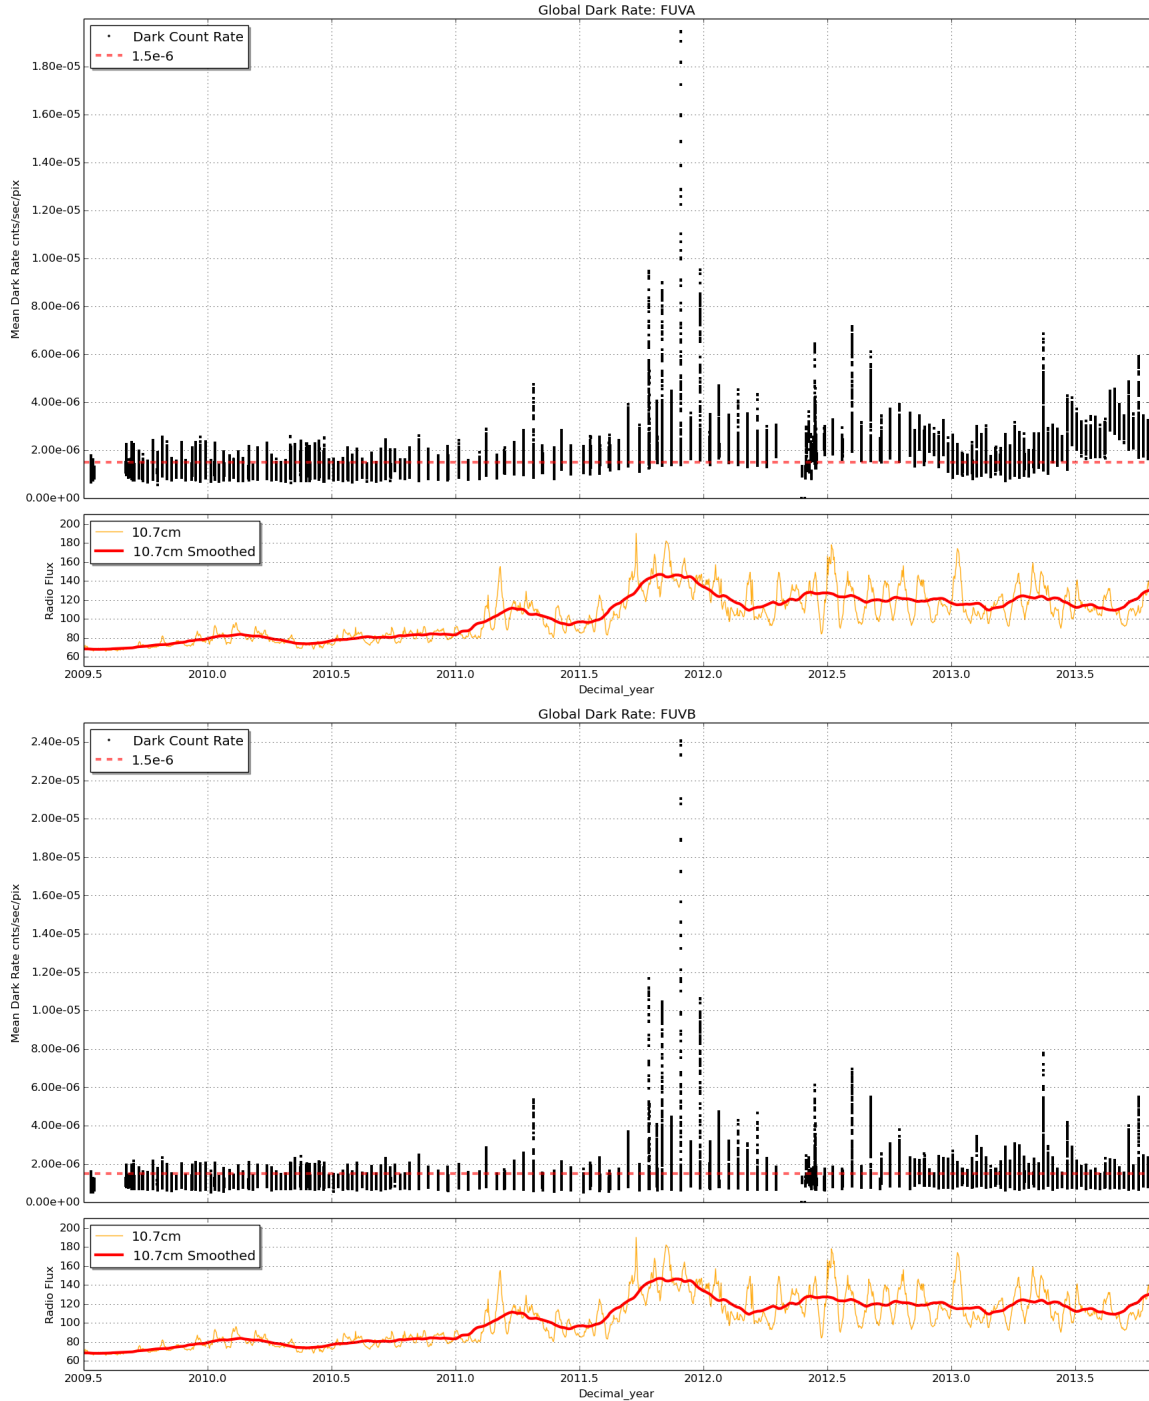 Global Dark Rate: FUVA
Dark Count Rate
1.5e-6
1.80e-05
1.60e-05
1.40e-05
1.20e-05
1.00e-05
8.00e-06
6.00e-06
4.00e-06
2.00e-06
0.00e+00
Mean Dark Rate cnts/sec/pix
10.7cm
10.7cm Smoothed
200
180
160
140
120
100
80
60
Radio Flux
2009.5 2010.0 2010.5 2011.0 2011.5 2012.0 2012.5 2013.0 2013.5
Decimal_year
Global Dark Rate: FUVB
Dark Count Rate
1.5e-6
2.40e-05
2.20e-05
2.00e-05
1.80e-05
1.60e-05
1.40e-05
1.20e-05
1.00e-05
8.00e-06
6.00e-06
4.00e-06
2.00e-06
0.00e+00
Mean Dark Rate cnts/sec/pix
10.7cm
10.7cm Smoothed
200
180
160
140
120
100
80
60
Radio Flux
2009.5 2010.0 2010.5 2011.0 2011.5 2012.0 2012.5 2013.0 2013.5
Decimal_year